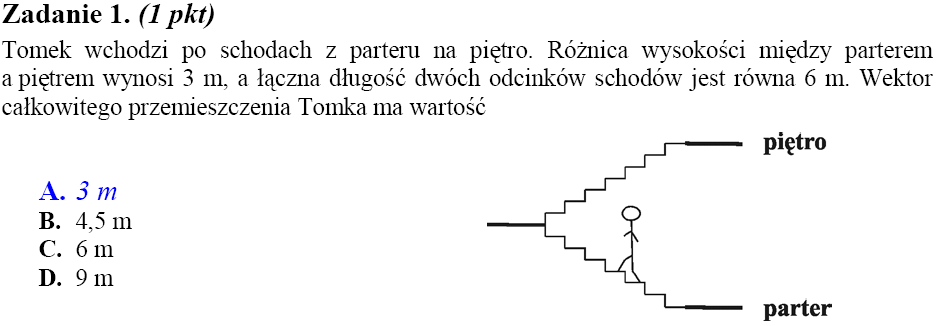 Zadanie 1. (1 pkt)
Tomek wchodzi po schodach z parteru na piętro. Różnica wysokości między parterem
a piętrem wynosi 3 m, a łączna długość dwóch odcinków schodów jest równa 6 m. Wektor
całkowitego przemieszczenia Tomka ma wartość
piętro
A. 3 m
B. 4,5 m
C. 6 m
D. 9 m
parter